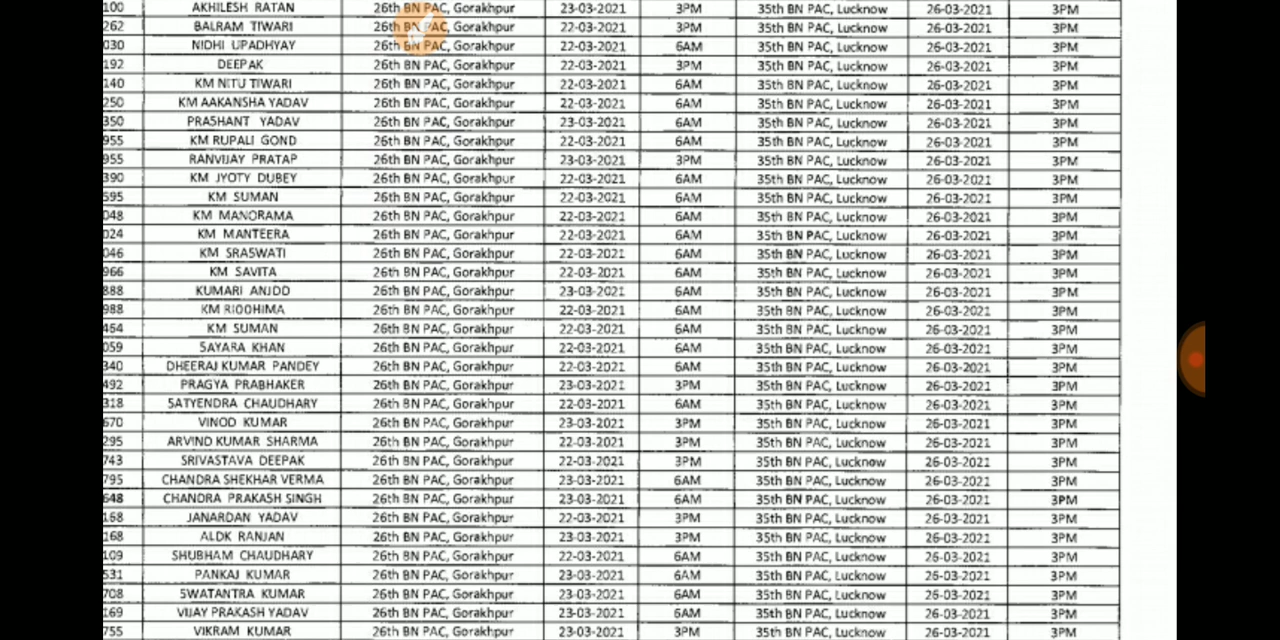 100 AKHILESH RATAN 26th BN PAC, Gorakhpur 23-03-2021 3PM 35th BN PAC, Lucknow 26-03-2021 3PM
262 BALRAM TIWARI 26th BN PAC, Gorakhpur 22-03-2021 3PM 35th BN PAC, Lucknow 26-03-2021 3PM
030 NIDHI UPADHYAY 26th BN PAC, Gorakhpur 22-03-2021 6AM 35th BN PAC, Lucknow 26-03-2021 3PM
192 DEEPAK 26th BN PAC, Gorakhpur 22-03-2021 3PM 35th BN PAC, Lucknow 26-03-2021 3PM
140 KM NITU TIWARI 26th BN PAC, Gorakhpur 22-03-2021 6AM 35th BN PAC, Lucknow 26-03-2021 3PM
250 KM AAKANSHA YADAV 26th BN PAC, Gorakhpur 22-03-2021 6AM 35th BN PAC, Lucknow 26-03-2021 3PM
350 PRASHANT YADAV 26th BN PAC, Gorakhpur 23-03-2021 6AM 35th BN PAC, Lucknow 26-03-2021 3PM
955 KM RUPALI GOND 26th BN PAC, Gorakhpur 22-03-2021 6AM 35th BN PAC, Lucknow 26-03-2021 3PM
955 RANVIJAY PRATAP 26th BN PAC, Gorakhpur 23-03-2021 3PM 35th BN PAC, Lucknow 26-03-2021 3PM
390 KM JYOTY DUBEY 26th BN PAC, Gorakhpur 22-03-2021 6AM 35th BN PAC, Lucknow 26-03-2021 3PM
595 KM SUMAN 26th BN PAC, Gorakhpur 22-03-2021 6AM 35th BN PAC, Lucknow 26-03-2021 3PM
048 KM MANORAMA 26th BN PAC, Gorakhpur 22-03-2021 6AM 35th BN PAC, Lucknow 26-03-2021 3PM
024 KM MANTEERA 26th BN PAC, Gorakhpur 22-03-2021 6AM 35th BN PAC, Lucknow 26-03-2021 3PM
046 KM SRASWATI 26th BN PAC, Gorakhpur 22-03-2021 6AM 35th BN PAC, Lucknow 26-03-2021 3PM
966 KM SAVITA 26th BN PAC, Gorakhpur 22-03-2021 6AM 35th BN PAC, Lucknow 26-03-2021 3PM
888 KUMARI ANJDD 26th BN PAC, Gorakhpur 23-03-2021 6AM 35th BN PAC, Lucknow 26-03-2021 3PM
988 KM RIDDHIMA 26th BN PAC, Gorakhpur 22-03-2021 6AM 35th BN PAC, Lucknow 26-03-2021 3PM
464 KM SUMAN 26th BN PAC, Gorakhpur 22-03-2021 6AM 35th BN PAC, Lucknow 26-03-2021 3PM
059 SAYARA KHAN 26th BN PAC, Gorakhpur 22-03-2021 6AM 35th BN PAC, Lucknow 26-03-2021 3PM
340 DHEERAJ KUMAR PANDEY 26th BN PAC, Gorakhpur 22-03-2021 6AM 35th BN PAC, Lucknow 26-03-2021 3PM
492 PRAGYA PRABHAKER 26th BN PAC, Gorakhpur 23-03-2021 3PM 35th BN PAC, Lucknow 26-03-2021 3PM
318 SATYENDRA CHAUDHARY 26th BN PAC, Gorakhpur 22-03-2021 6AM 35th BN PAC, Lucknow 26-03-2021 3PM
670 VINOD KUMAR 26th BN PAC, Gorakhpur 23-03-2021 3PM 35th BN PAC, Lucknow 26-03-2021 3PM
295 ARVIND KUMAR SHARMA 26th BN PAC, Gorakhpur 22-03-2021 3PM 35th BN PAC, Lucknow 26-03-2021 3PM
743 SRIVASTAVA DEEPAK 26th BN PAC, Gorakhpur 22-03-2021 3PM 35th BN PAC, Lucknow 26-03-2021 3PM
795 CHANDRA SHEKHAR VERMA 26th BN PAC, Gorakhpur 23-03-2021 6AM 35th BN PAC, Lucknow 26-03-2021 3PM
648 CHANDRA PRAKASH SINGH 26th BN PAC, Gorakhpur 23-03-2021 6AM 35th BN PAC, Lucknow 26-03-2021 3PM
168 JANARDAN YADAV 26th BN PAC, Gorakhpur 22-03-2021 3PM 35th BN PAC, Lucknow 26-03-2021 3PM
168 ALDK RANJAN 26th BN PAC, Gorakhpur 23-03-2021 3PM 35th BN PAC, Lucknow 26-03-2021 3PM
109 SHUBHAM CHAUDHARY 26th BN PAC, Gorakhpur 22-03-2021 6AM 35th BN PAC, Lucknow 26-03-2021 3PM
531 PANKAJ KUMAR 26th BN PAC, Gorakhpur 23-03-2021 6AM 35th BN PAC, Lucknow 26-03-2021 3PM
708 SWATANTRA KUMAR 26th BN PAC, Gorakhpur 23-03-2021 6AM 35th BN PAC, Lucknow 26-03-2021 3PM
169 VIJAY PRAKASH YADAV 26th BN PAC, Gorakhpur 23-03-2021 6AM 35th BN PAC, Lucknow 26-03-2021 3PM
755 VIKRAM KUMAR 26th BN PAC, Gorakhpur 23-03-2021 3PM 35th BN PAC, Lucknow 26-03-2021 3PM